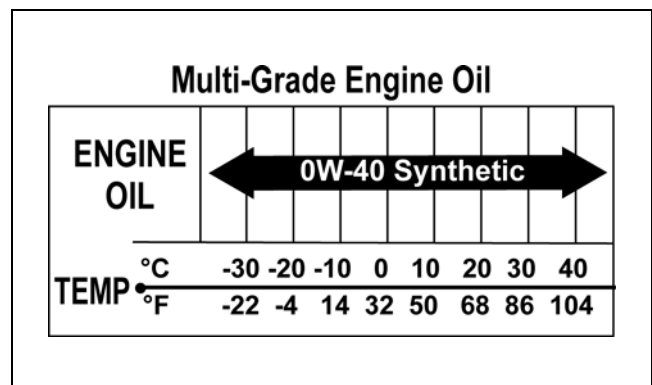 Multi-Grade Engine Oil
ENGINE
OIL
0W-40 Synthetic
°C -30 -20 -10 0 10 20 30 40
TEMP
°F -22 -4 14 32 50 68 86 104